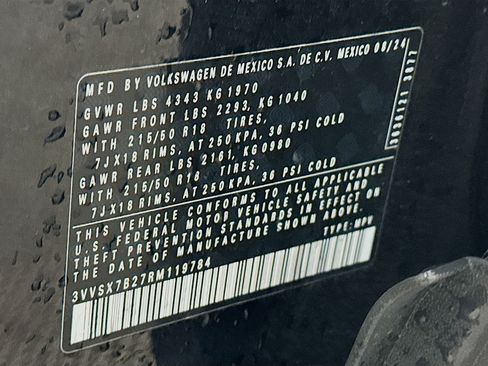 MFD BY VOLKSWAGEN DE MEXICO S.A. DE C.V. MEXICO 08/24
GVWR LBS 4343 KG 1970
GAWR FRONT LBS 2293, KG 1040
WITH 215/50 R18 TIRES,
7JX18 RIMS, AT 250 KPA, 36 PSI COLD
GAWR REAR LBS 2161, KG 0980
WITH 215/50 R18 TIRES,
7JX18 RIMS, AT 250 KPA, 36 PSI COLD
THIS VEHICLE CONFORMS TO ALL APPLICABLE
U.S. FEDERAL MOTOR VEHICLE SAFETY AND
THEFT PREVENTION STANDARDS IN EFFECT ON
THE DATE OF MANUFACTURE SHOWN ABOVE.
3VVSX7B27RM119784
TYPE: MPV